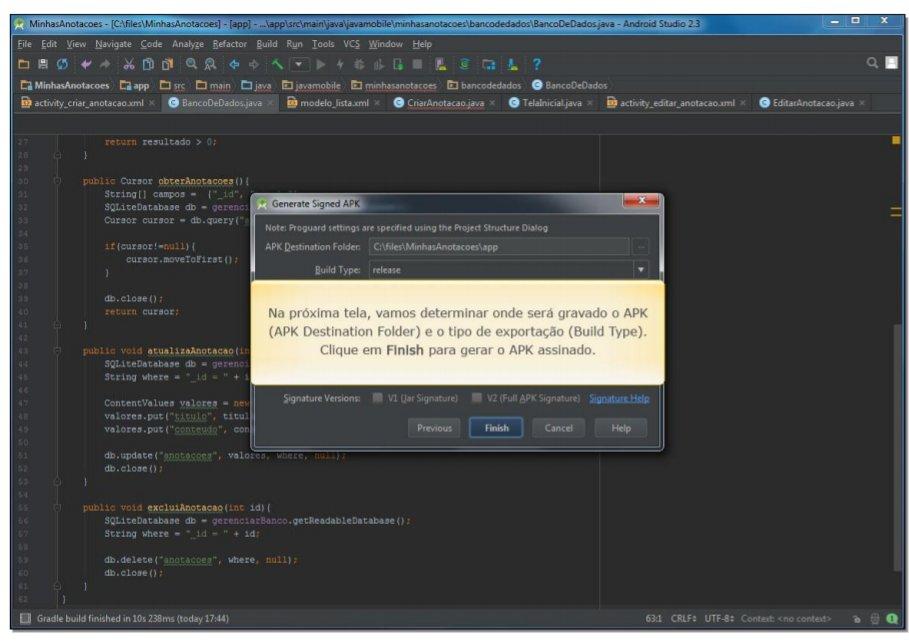 MinhasAnotacoes - [C:\files\MinhasAnotacoes] - [app] - ...\app\src\main\java\javamobile\minhasanotacoes\bancodedados\BancoDeDados.java - Android Studio 2.3
File Edit View Navigate Code Analyze Refactor Build Run Tools VCS Window Help
MinhasAnotacoes app src main java javamobile minhasanotacoes bancodedados BancoDeDados
activity_criar_anotacao.xml BancoDeDados.java modelo_lista.xml CriarAnotacao.java TelaInicial.java activity_editar_anotacao.xml EditarAnotacao.java
27 return resultado > 0;
28 }
29
30 public Cursor obterAnotacoes(){
31 String[] campos = {"_id",
32 SQLiteDatabase db = gerenci
33 Cursor cursor = db.query("a
34
35 if(cursor!=null){
36 cursor.moveToFirst();
37 }
38
39 db.close();
40 return cursor;
41 }
42
43 public void atualizaAnotacao(in
44 SQLiteDatabase db = gerenci
45 String where = "_id = " + i
46
47 ContentValues valores = new
48 valores.put("titulo", titul
49 valores.put("conteudo", con
50
51 db.update("anotacoes", valores, where, null);
52 db.close();
53 }
54
55 public void excluiAnotacao(int id){
56 SQLiteDatabase db = gerenciarBanco.getReadableDatabase();
57 String where = "_id = " + id;
58
59 db.delete("anotacoes", where, null);
60 db.close();
61 }
62 }
Generate Signed APK
Note: Proguard settings are specified using the Project Structure Dialog
APK Destination Folder: C:\files\MinhasAnotacoes\app ...
Build Type: release
Na próxima tela, vamos determinar onde será gravado o APK
(APK Destination Folder) e o tipo de exportação (Build Type).
Clique em Finish para gerar o APK assinado.
Signature Versions: V1 (Jar Signature) V2 (Full APK Signature) Signature Help
Previous Finish Cancel Help
Gradle build finished in 10s 238ms (today 17:44) 63:1 CRLF UTF-8 Context: <no context> 1